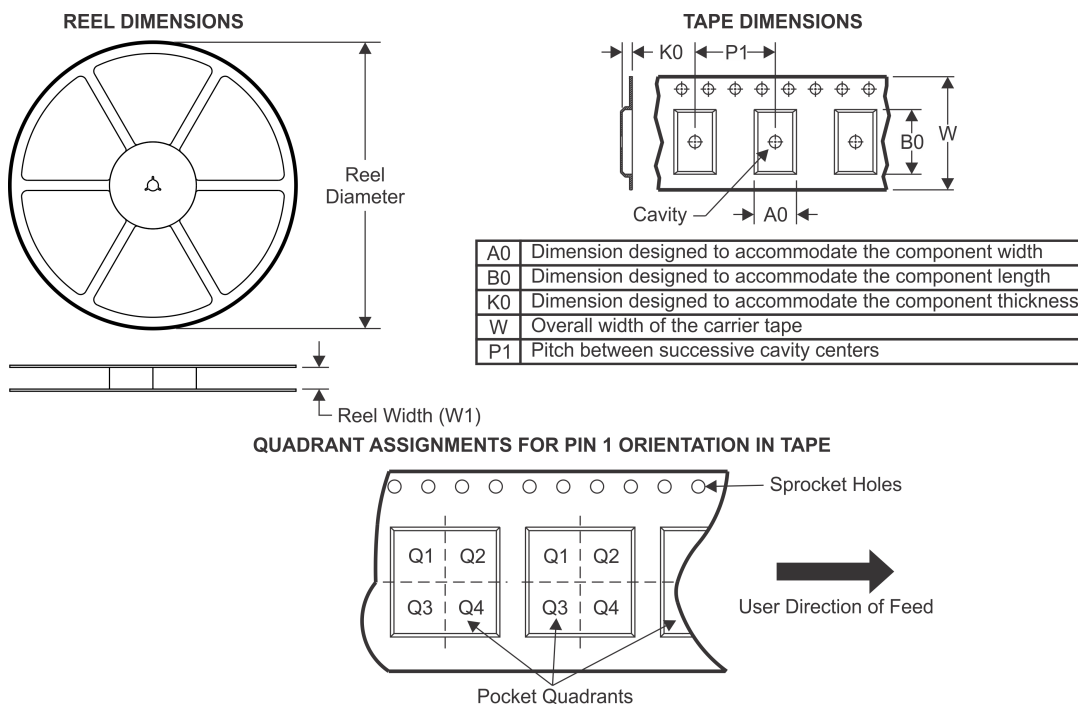 REEL DIMENSIONS
Reel
Diameter
Reel Width (W1)
TAPE DIMENSIONS
K0
P1
B0
W
Cavity
A0
A0 Dimension designed to accommodate the component width
B0 Dimension designed to accommodate the component length
K0 Dimension designed to accommodate the component thickness
W Overall width of the carrier tape
P1 Pitch between successive cavity centers
QUADRANT ASSIGNMENTS FOR PIN 1 ORIENTATION IN TAPE
Sprocket Holes
Q1 Q2 Q1 Q2
Q3 Q4 Q3 Q4
User Direction of Feed
Pocket Quadrants